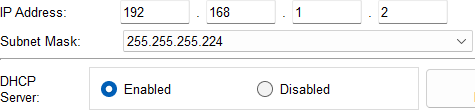 IP Address: 192 . 168 . 1 . 2
Subnet Mask: 255.255.255.224
DHCP
Server:
Enabled Disabled